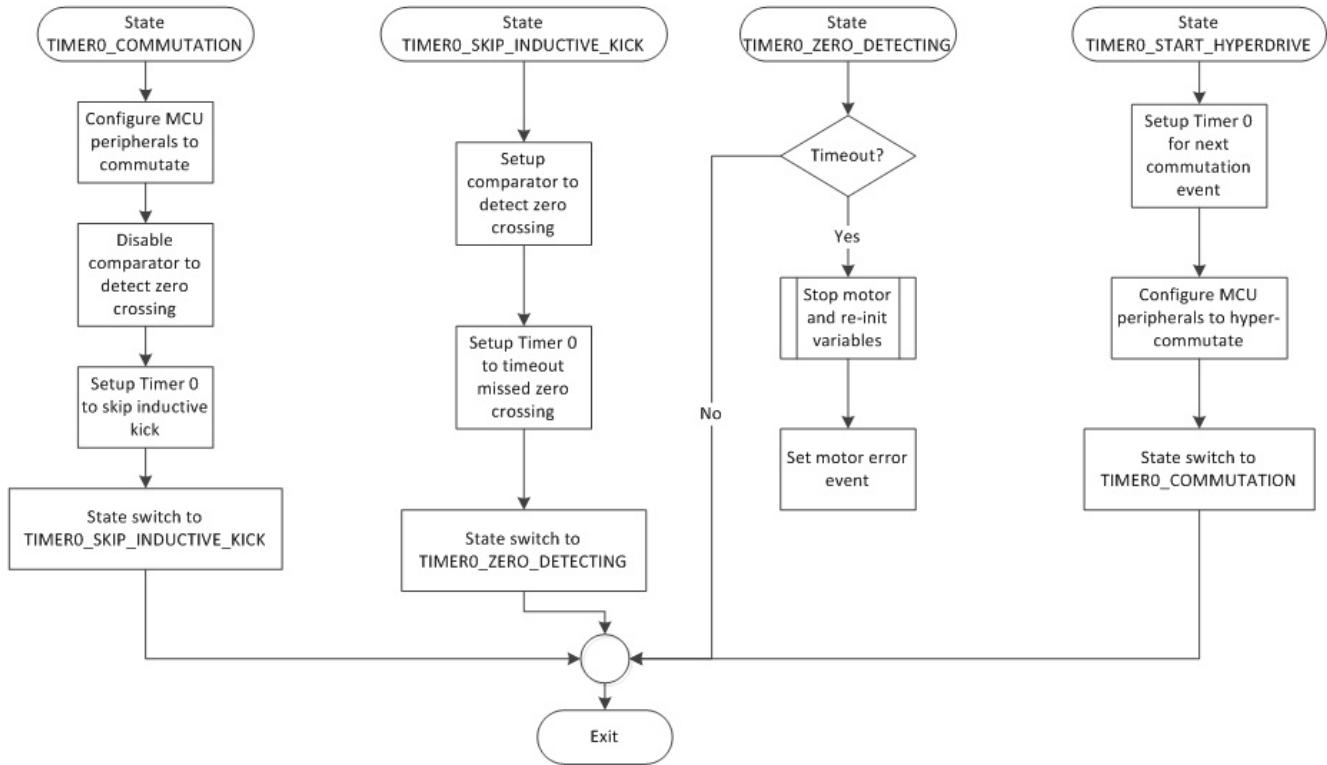 State
TIMER0_COMMUTATION
Configure MCU
peripherals to
commutate
Disable
comparator to
detect zero
crossing
Setup Timer 0
to skip inductive
kick
State switch to
TIMER0_SKIP_INDUCTIVE_KICK
State
TIMER0_SKIP_INDUCTIVE_KICK
Setup
comparator to
detect zero
crossing
Setup Timer 0
to timeout
missed zero
crossing
State switch to
TIMER0_ZERO_DETECTING
State
TIMER0_ZERO_DETECTING
Timeout?
Yes
No
Stop motor
and re-init
variables
Set motor error
event
State
TIMER0_START_HYPERDRIVE
Setup Timer 0
for next
commutation
event
Configure MCU
peripherals to hyper-
commutate
State switch to
TIMER0_COMMUTATION
Exit